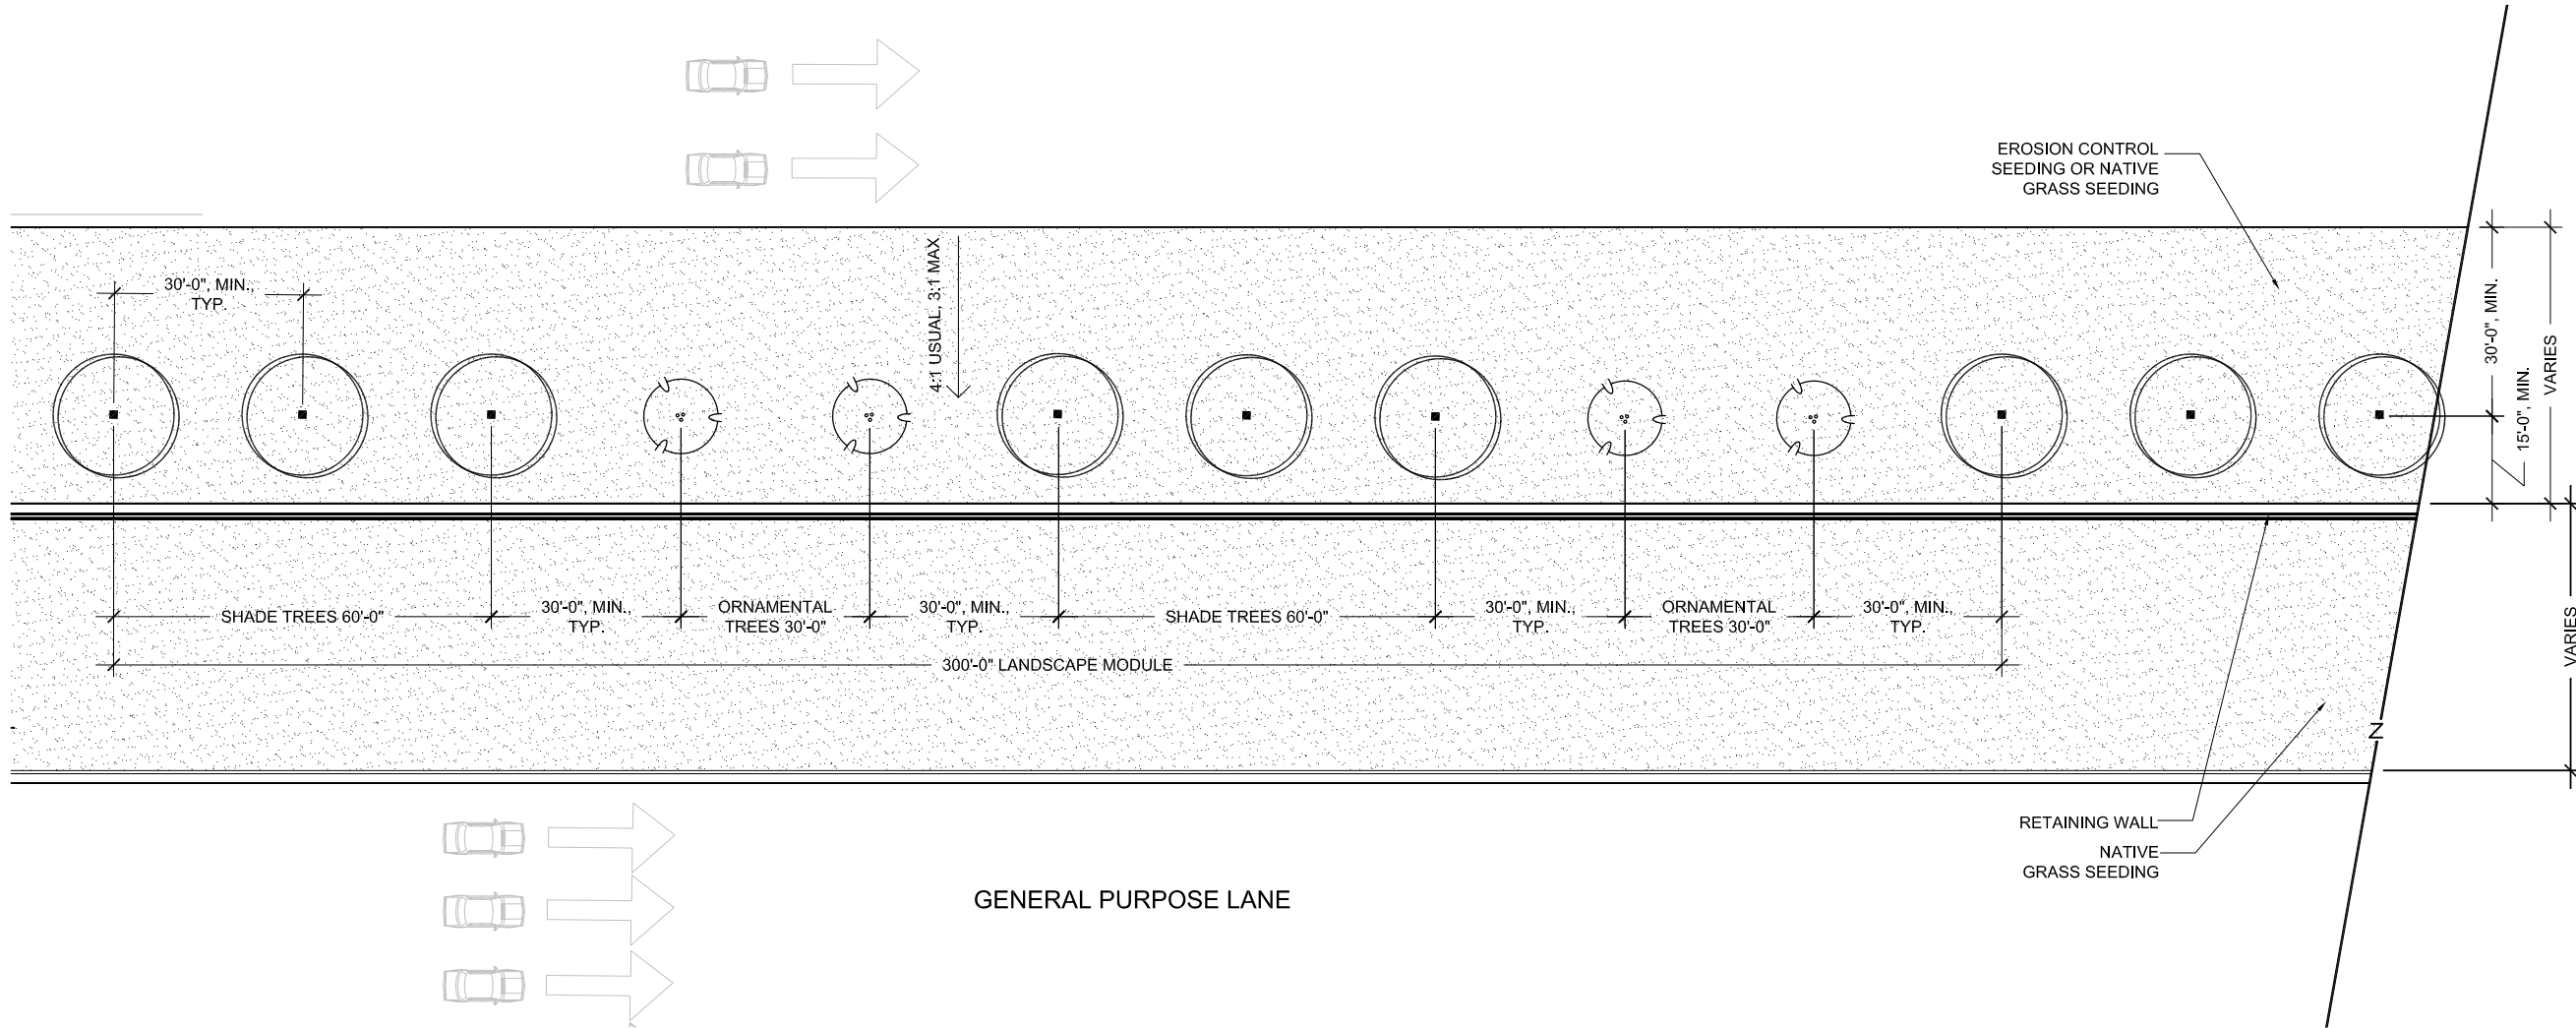 EROSION CONTROL
SEEDING OR NATIVE
GRASS SEEDING
4:1 USUAL, 3:1 MAX
30'-0", MIN.,
TYP.
30'-0", MIN.
15'-0", MIN.
VARIES
SHADE TREES 60'-0"
30'-0", MIN.,
TYP.
ORNAMENTAL
TREES 30'-0"
30'-0", MIN.,
TYP.
SHADE TREES 60'-0"
30'-0", MIN.,
TYP.
ORNAMENTAL
TREES 30'-0"
30'-0", MIN.,
TYP.
VARIES
300'-0" LANDSCAPE MODULE
RETAINING WALL
NATIVE
GRASS SEEDING
GENERAL PURPOSE LANE